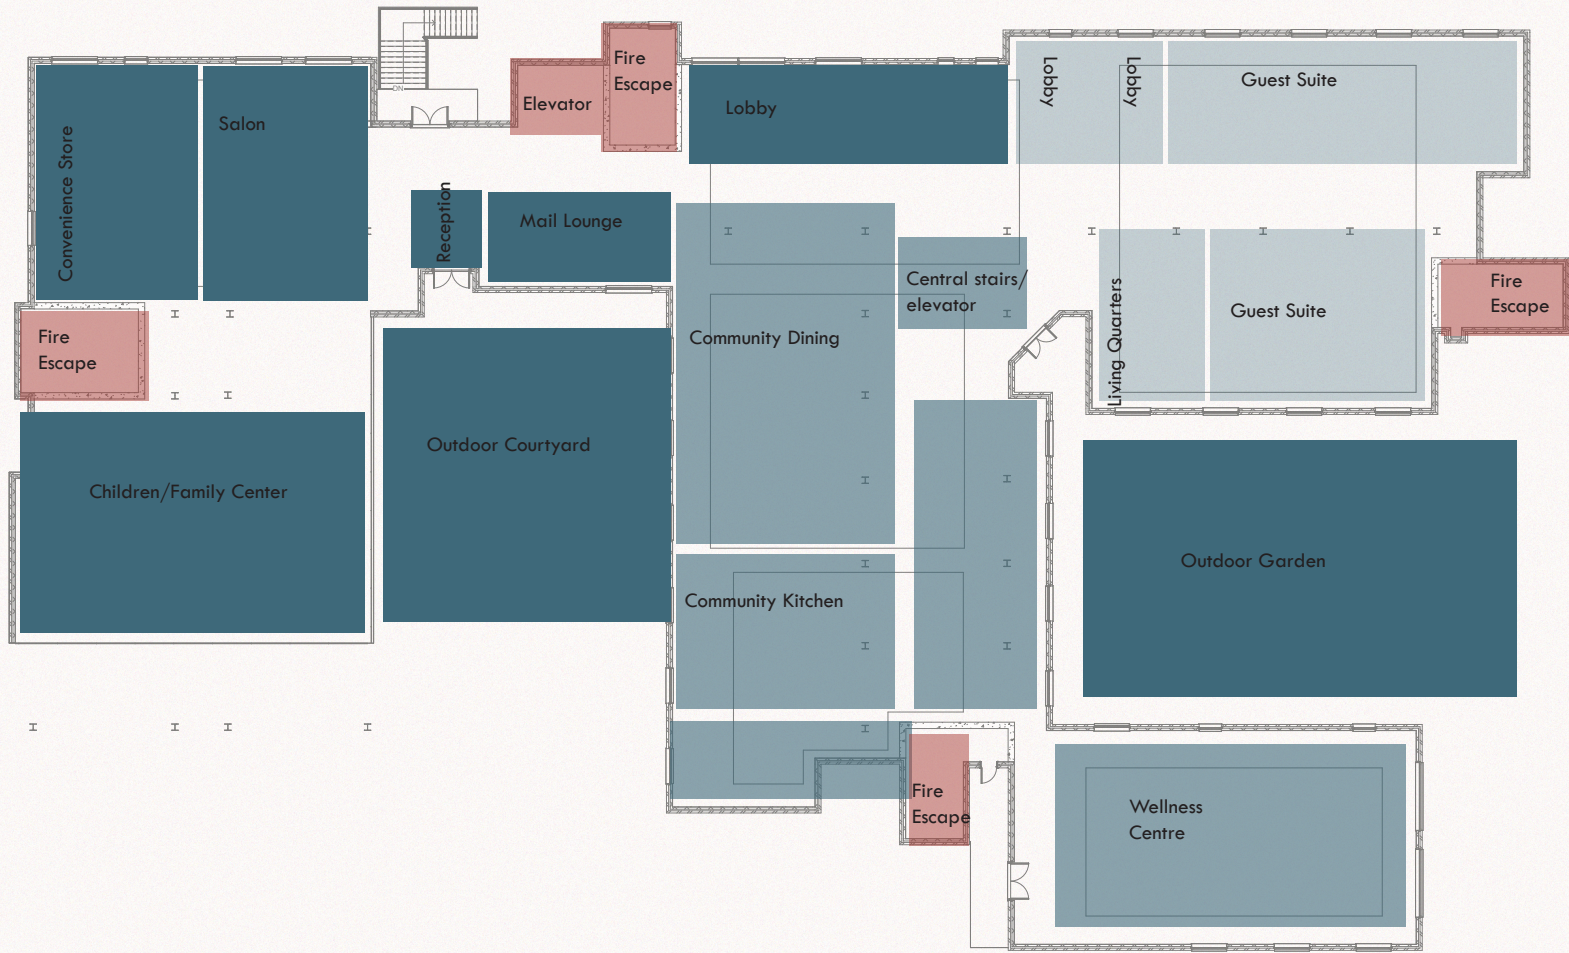 Convenience Store
Salon
DN
Elevator
Fire
Escape
Lobby
Lobby
Lobby
Guest Suite
Reception
Mail Lounge
Central stairs/
elevator
Community Dining
Living Quarters
Guest Suite
Fire
Escape
Fire
Escape
Children/Family Center
Outdoor Courtyard
Outdoor Garden
Community Kitchen
Fire
Escape
Wellness
Centre